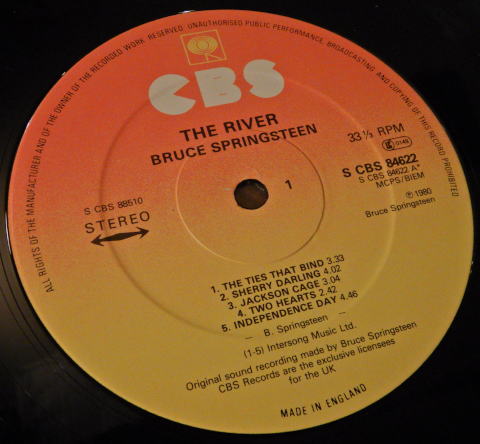 ALL RIGHTS OF THE MANUFACTURER AND OF THE OWNER OF THE RECORDED WORK RESERVED. UNAUTHORISED PUBLIC PERFORMANCE, BROADCASTING AND COPYING OF THIS RECORD PROHIBITED
CBS
THE RIVER
BRUCE SPRINGSTEEN
33 1/3 RPM
S CBS 88510
STEREO
1
S CBS 84622
S CBS 84622 A*
MCPS/BIEM
℗ 1980
Bruce Springsteen
1. THE TIES THAT BIND 3.33
2. SHERRY DARLING 4.02
3. JACKSON CAGE 3.04
4. TWO HEARTS 2.42
5. INDEPENDENCE DAY 4.46
— B. Springsteen —
(1-5) Intersong Music Ltd.
Original sound recording made by Bruce Springsteen
CBS Records are the exclusive licensees
for the UK
MADE IN ENGLAND